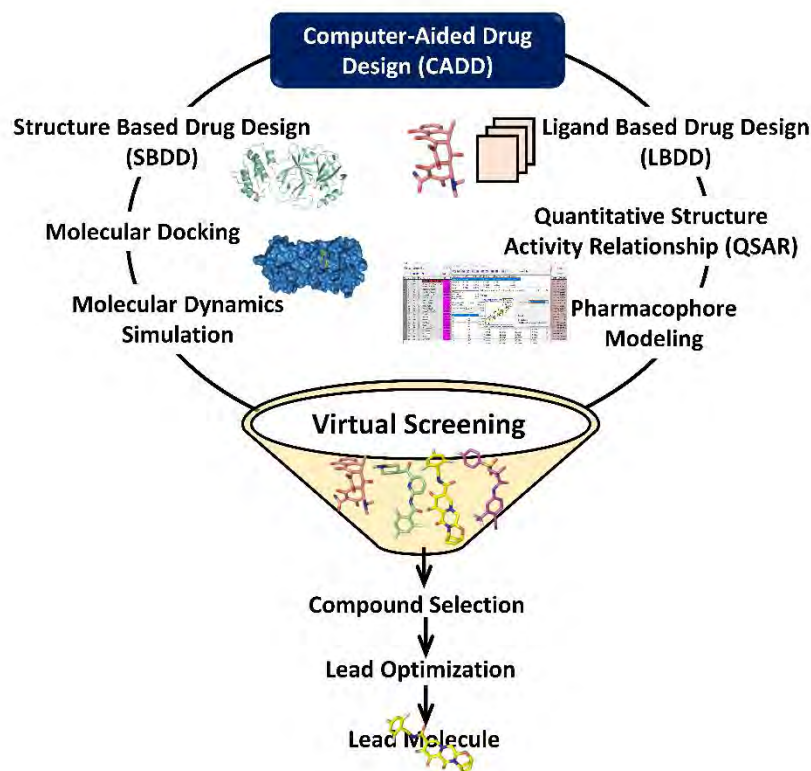 Computer-Aided Drug
Design (CADD)
Structure Based Drug Design
(SBDD)
Ligand Based Drug Design
(LBDD)
Molecular Docking
Quantitative Structure
Activity Relationship (QSAR)
Molecular Dynamics
Simulation
Pharmacophore
Modeling
Virtual Screening
Compound Selection
Lead Optimization
Lead Molecule